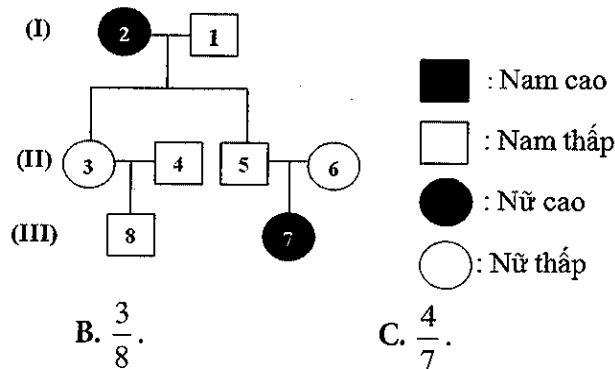 (I) 2 1
: Nam cao
: Nam thấp
(II) 3 4 5 6
: Nữ cao
(III) 8 7
: Nữ thấp
B. 3/8. C. 4/7.